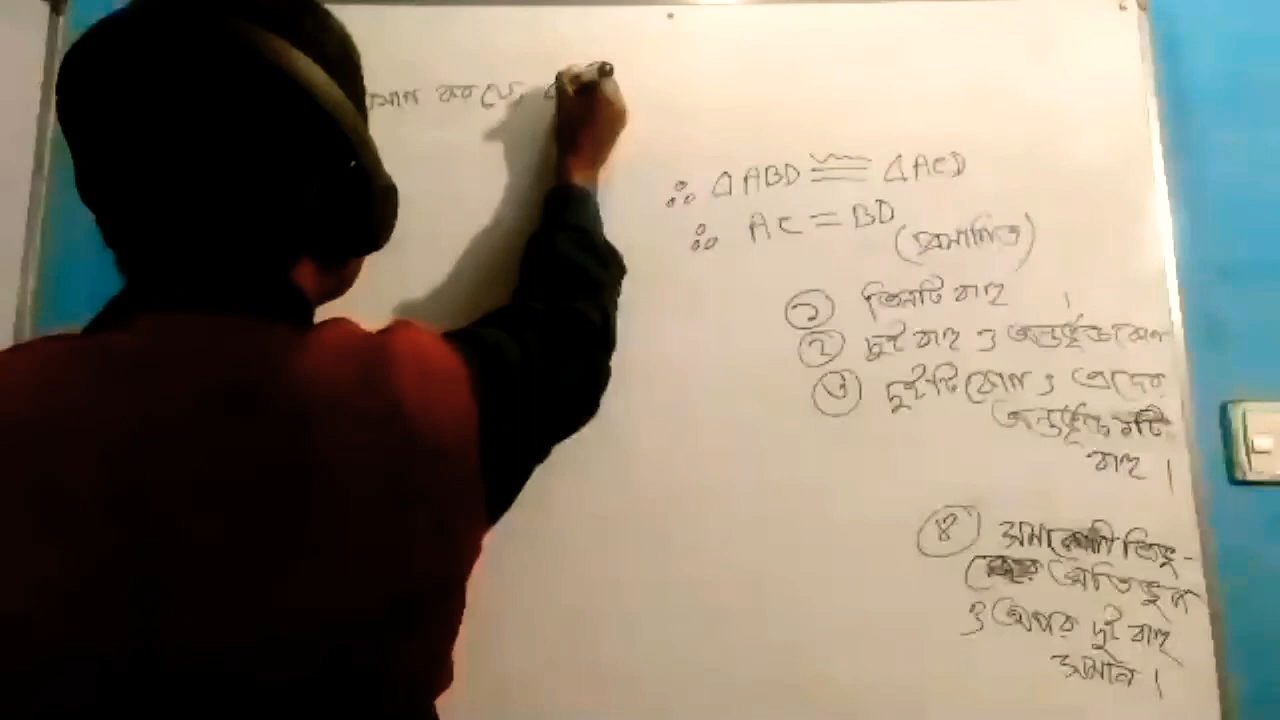 কর যে,
∴ △ABD ≅ △ACD
∴ AC = BD
(প্রমাণিত)
১ তিনটি বাহু ।
২ দুই বাহু ও অন্তর্ভূক্ত কোণ
৩ দুইটি কোণ ও এদের
অন্তর্ভূক্ত বাহু ।
৪ সমকোণী ত্রিভু-
জের অতিভুজ
ও অপর দুই বাহু
সমান ।